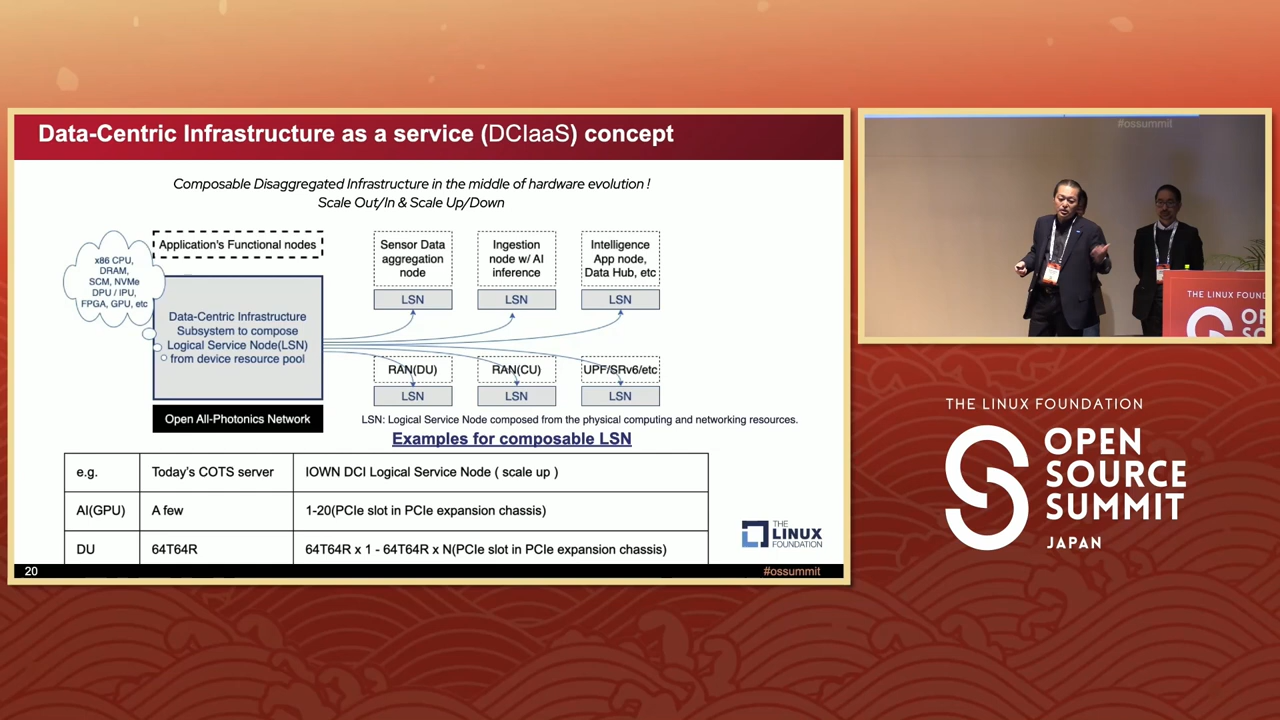 Data-Centric Infrastructure as a service (DCIaaS) concept
Composable Disaggregated Infrastructure in the middle of hardware evolution !
Scale Out/In & Scale Up/Down
x86 CPU,
DRAM,
SCM, NVMe
DPU / IPU,
FPGA, GPU, etc
Application's Functional nodes
Data-Centric Infrastructure
Subsystem to compose
Logical Service Node(LSN)
from device resource pool
Open All-Photonics Network
Sensor Data
aggregation
node
LSN
Ingestion
node w/ AI
inference
LSN
Intelligence
App node,
Data Hub, etc
LSN
RAN(DU)
LSN
RAN(CU)
LSN
UPF/SRv6/etc
LSN
LSN: Logical Service Node composed from the physical computing and networking resources.
Examples for composable LSN
e.g. Today's COTS server IOWN DCI Logical Service Node ( scale up )
AI(GPU) A few 1-20(PCIe slot in PCIe expansion chassis)
DU 64T64R 64T64R x 1 - 64T64R x N(PCIe slot in PCIe expansion chassis)
THE
LINUX
FOUNDATION
20
#ossummit
#ossummit
THE LINUX FOUND
THE LINUX FOUNDATION
OPEN
SOURCE
SUMMIT
JAPAN